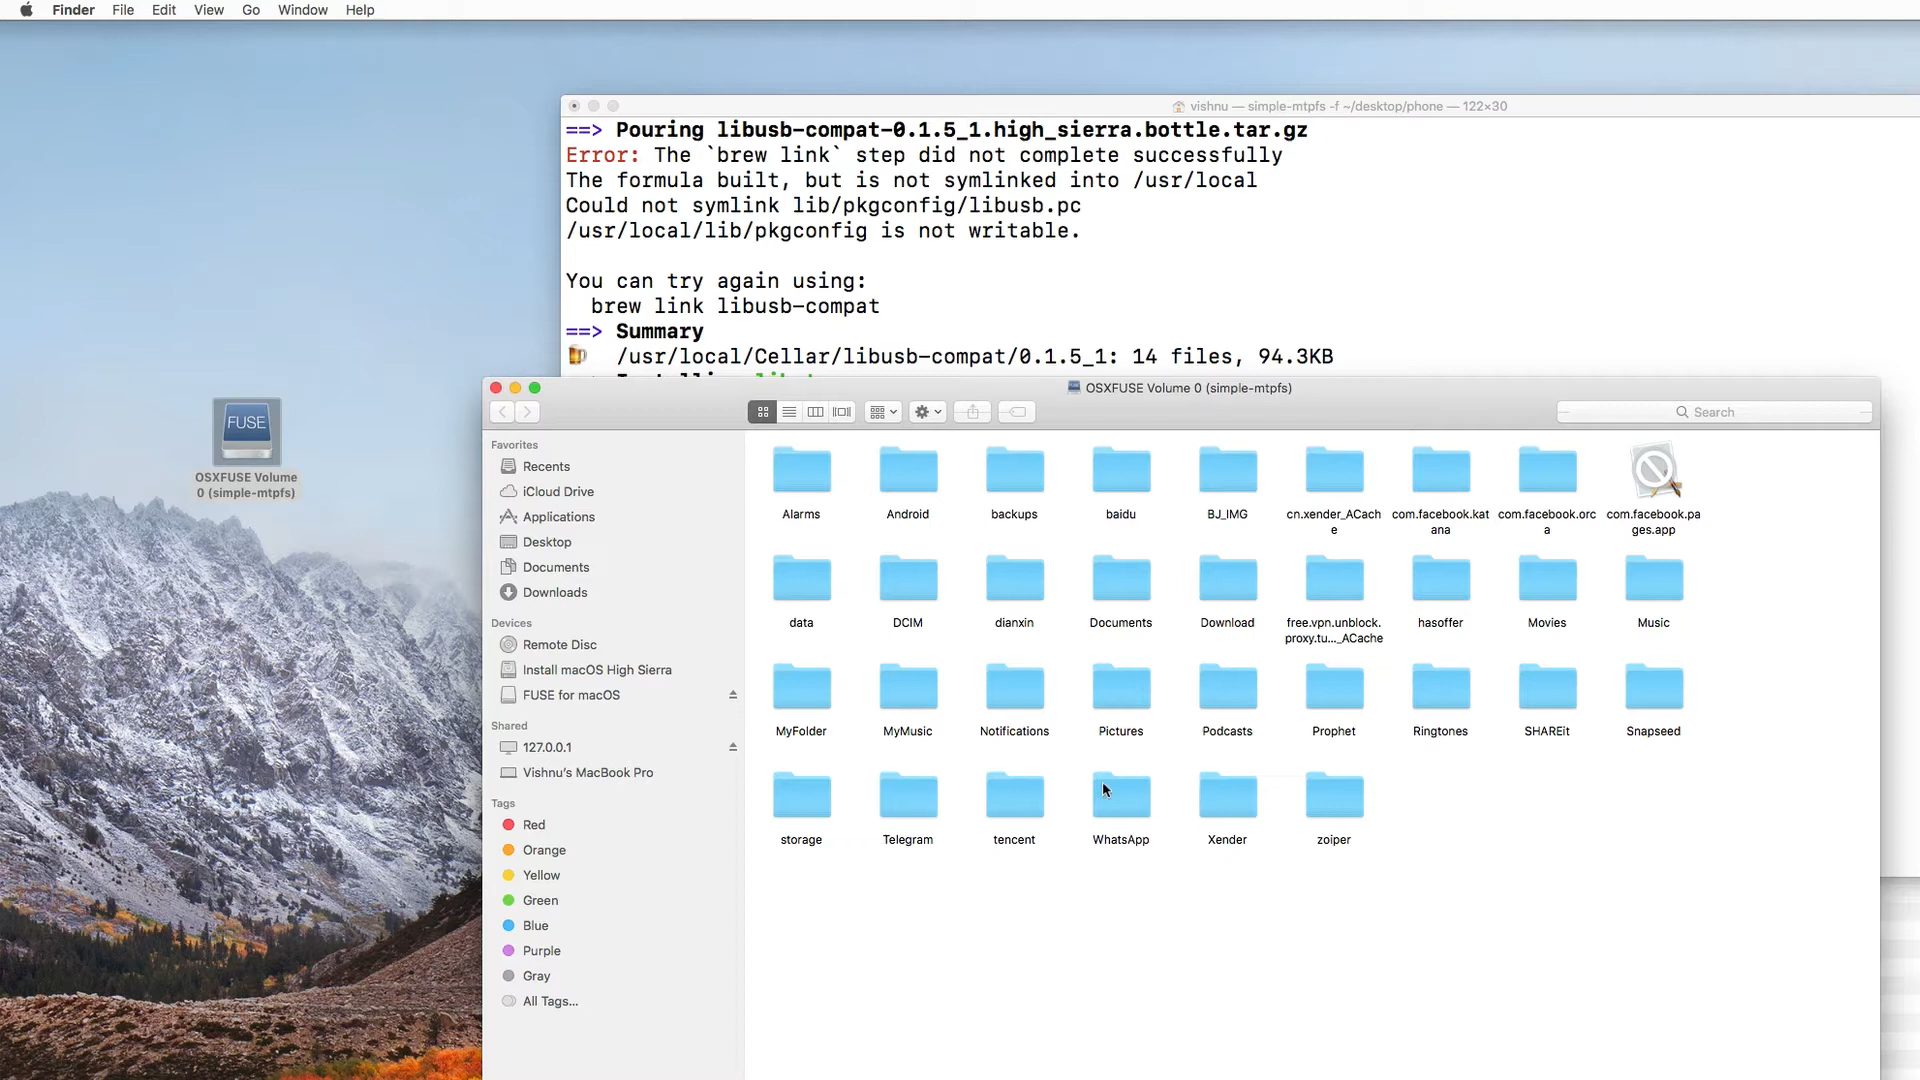 Finder File Edit View Go Window Help
vishnu — simple-mtpfs -f ~/desktop/phone — 122×30
==> Pouring libusb-compat-0.1.5_1.high_sierra.bottle.tar.gz
Error: The `brew link` step did not complete successfully
The formula built, but is not symlinked into /usr/local
Could not symlink lib/pkgconfig/libusb.pc
/usr/local/lib/pkgconfig is not writable.
You can try again using:
brew link libusb-compat
==> Summary
/usr/local/Cellar/libusb-compat/0.1.5_1: 14 files, 94.3KB
FUSE
OSXFUSE Volume
0 (simple-mtpfs)
OSXFUSE Volume 0 (simple-mtpfs)
Search
Favorites
Recents
iCloud Drive
Applications
Desktop
Documents
Downloads
Devices
Remote Disc
Install macOS High Sierra
FUSE for macOS
Shared
127.0.0.1
Vishnu's MacBook Pro
Tags
Red
Orange
Yellow
Green
Blue
Purple
Gray
All Tags...
Alarms Android backups baidu BJ_IMG cn.xender_ACach com.facebook.kat com.facebook.orc com.facebook.pa
e ana a ges.app
data DCIM dianxin Documents Download free.vpn.unblock. hasoffer Movies Music
proxy.tu..._ACache
MyFolder MyMusic Notifications Pictures Podcasts Prophet Ringtones SHAREit Snapseed
storage Telegram tencent WhatsApp Xender zoiper